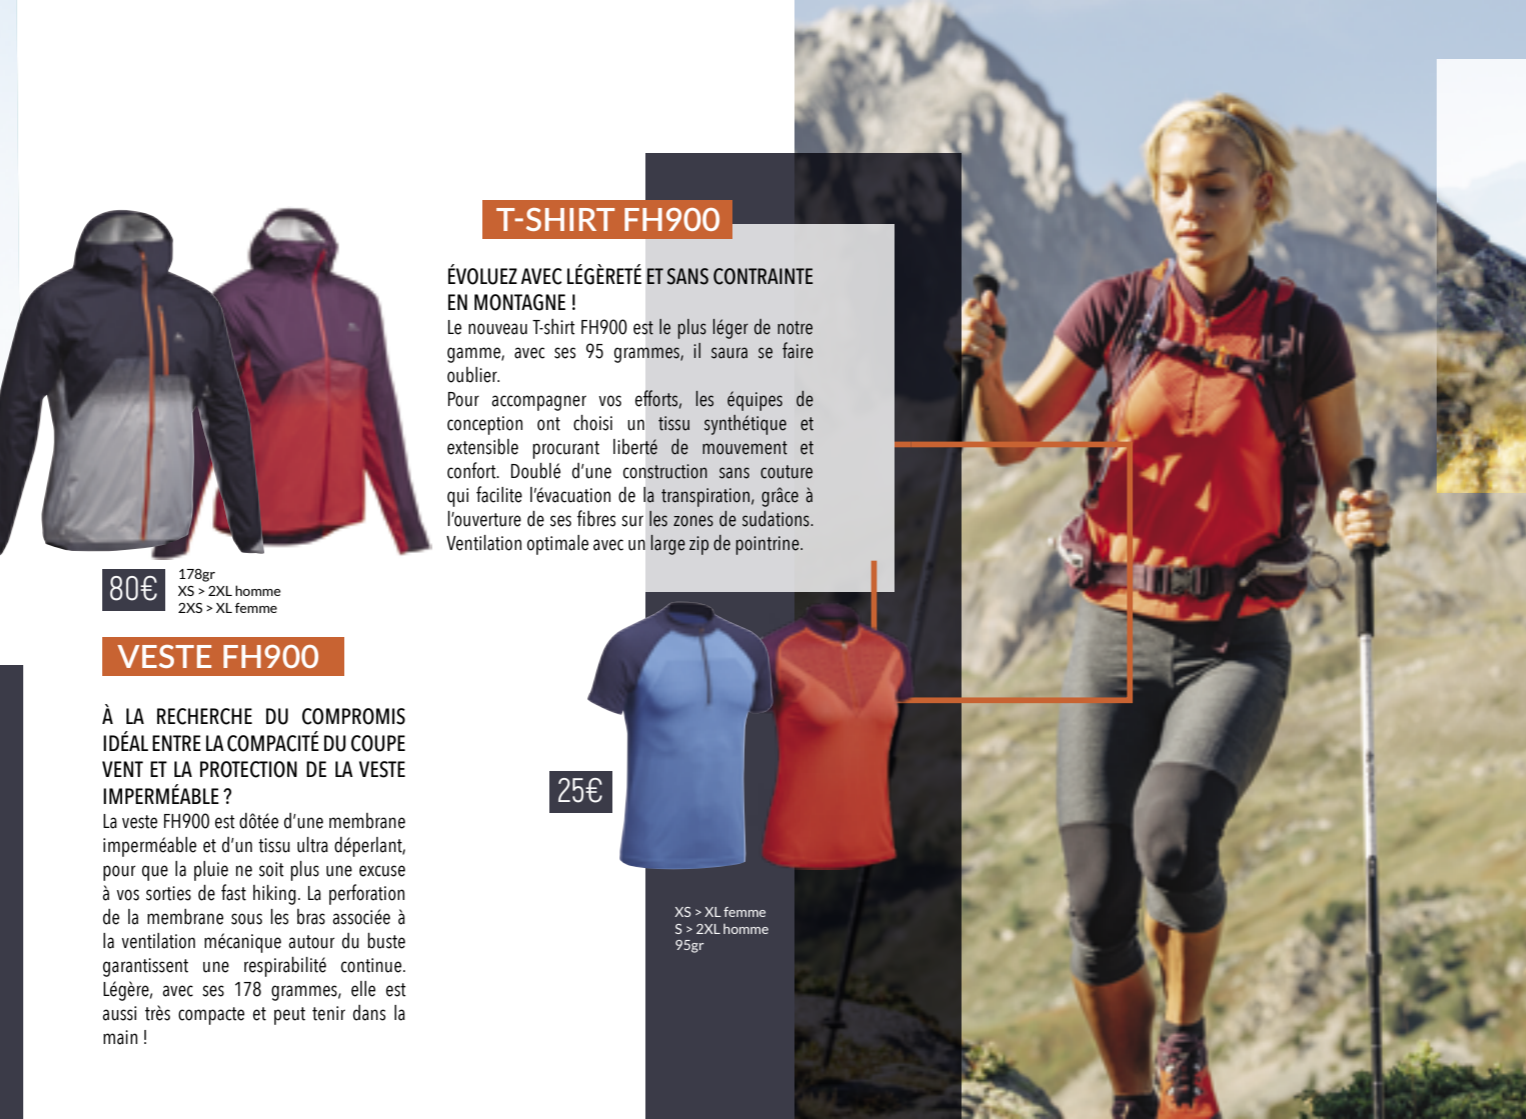 80€
178gr
XS > 2XL homme
2XS > XL femme
VESTE FH900
À LA RECHERCHE DU COMPROMIS
IDÉAL ENTRE LA COMPACITÉ DU COUPE
VENT ET LA PROTECTION DE LA VESTE
IMPERMÉABLE ?
La veste FH900 est dôtée d'une membrane
imperméable et d'un tissu ultra déperlant,
pour que la pluie ne soit plus une excuse
à vos sorties de fast hiking. La perforation
de la membrane sous les bras associée à
la ventilation mécanique autour du buste
garantissent une respirabilité continue.
Légère, avec ses 178 grammes, elle est
aussi très compacte et peut tenir dans la
main !
T-SHIRT FH900
ÉVOLUEZ AVEC LÉGÈRETÉ ET SANS CONTRAINTE
EN MONTAGNE !
Le nouveau T-shirt FH900 est le plus léger de notre
gamme, avec ses 95 grammes, il saura se faire
oublier.
Pour accompagner vos efforts, les équipes de
conception ont choisi un tissu synthétique et
extensible procurant liberté de mouvement et
confort. Doublé d'une construction sans couture
qui facilite l'évacuation de la transpiration, grâce à
l'ouverture de ses fibres sur les zones de sudations.
Ventilation optimale avec un large zip de pointrine.
25€
XS > XL femme
S > 2XL homme
95gr